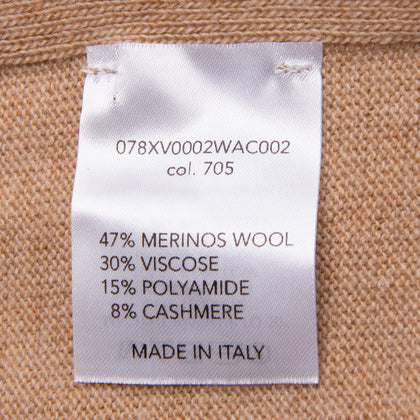 078XV0002WAC002
col. 705
47% MERINOS WOOL
30% VISCOSE
15% POLYAMIDE
8% CASHMERE
MADE IN ITALY